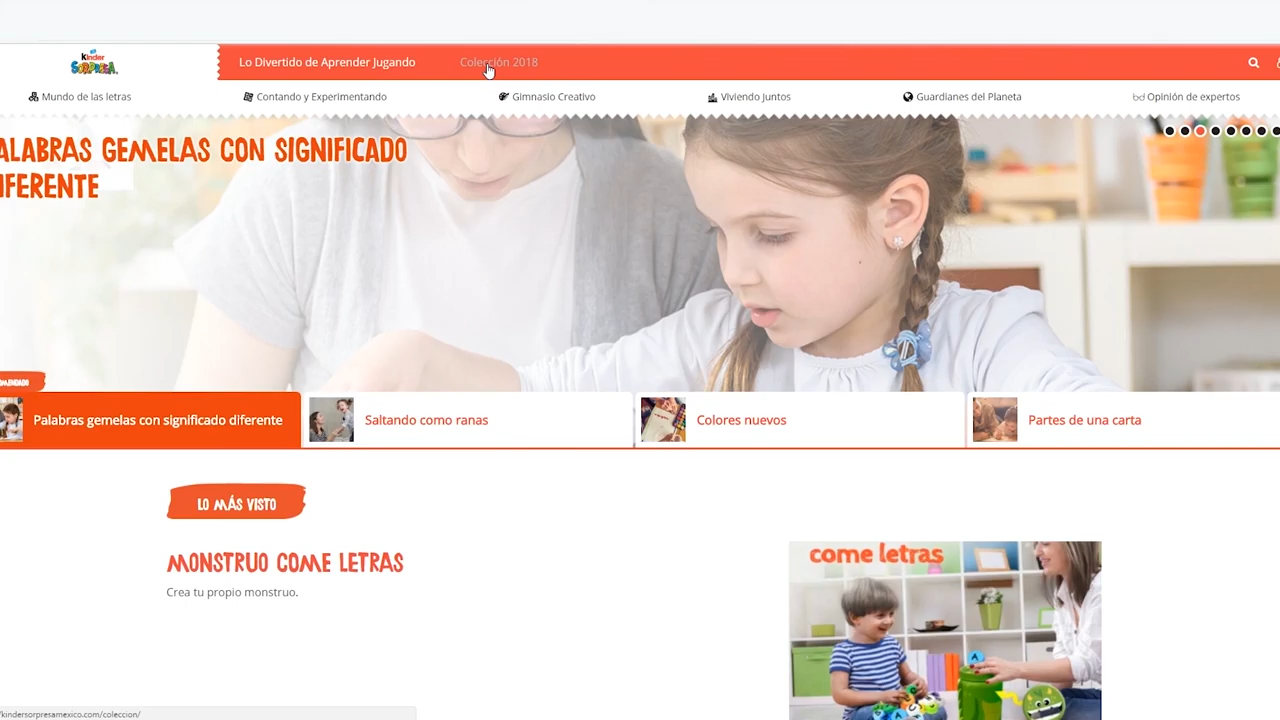 Kinder
SORPRESA
Lo Divertido de Aprender Jugando
Colección 2018
Mundo de las letras
Contando y Experimentando
Gimnasio Creativo
Viviendo Juntos
Guardianes del Planeta
Opinión de expertos
ALABRAS GEMELAS CON SIGNIFICADO
IFERENTE
MENDADO
Palabras gemelas con significado diferente
Saltando como ranas
Colores nuevos
Partes de una carta
LO MÁS VISTO
MONSTRUO COME LETRAS
Crea tu propio monstruo.
come letras
A
/kindersorpresamexico.com/coleccion/